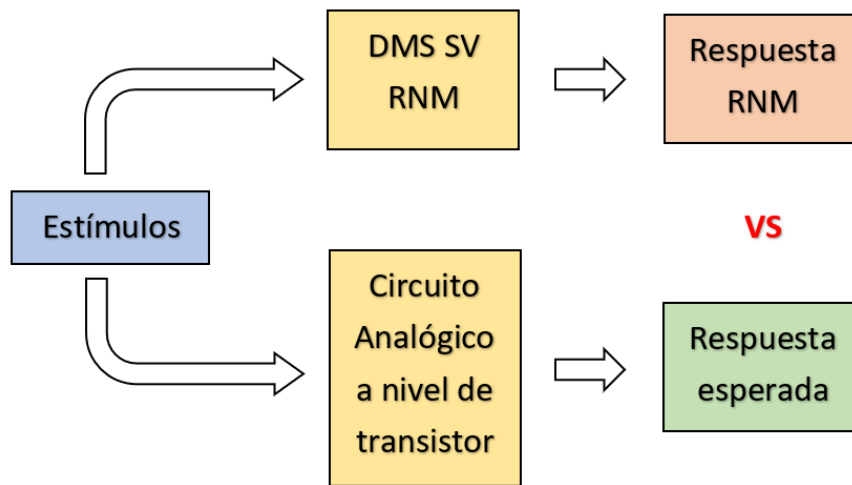 DMS SV
RNM
Respuesta
RNM
Estímulos
VS
Circuito
Analógico
a nivel de
transistor
Respuesta
esperada